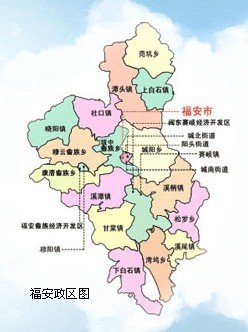 范坑乡
潭头镇
上白石镇
社口镇
福安市
闽东赛岐经济开发区
晓阳镇
坂中
畲族乡
城北街道
穆云畲族乡
城阳乡
阳头街道
赛岐镇
康厝畲族乡
城南街道
溪柄镇
溪潭镇
松罗乡
福安畲族经济开发区
甘棠镇
穆阳镇
溪尾镇
湾坞乡
下白石镇
福安政区图